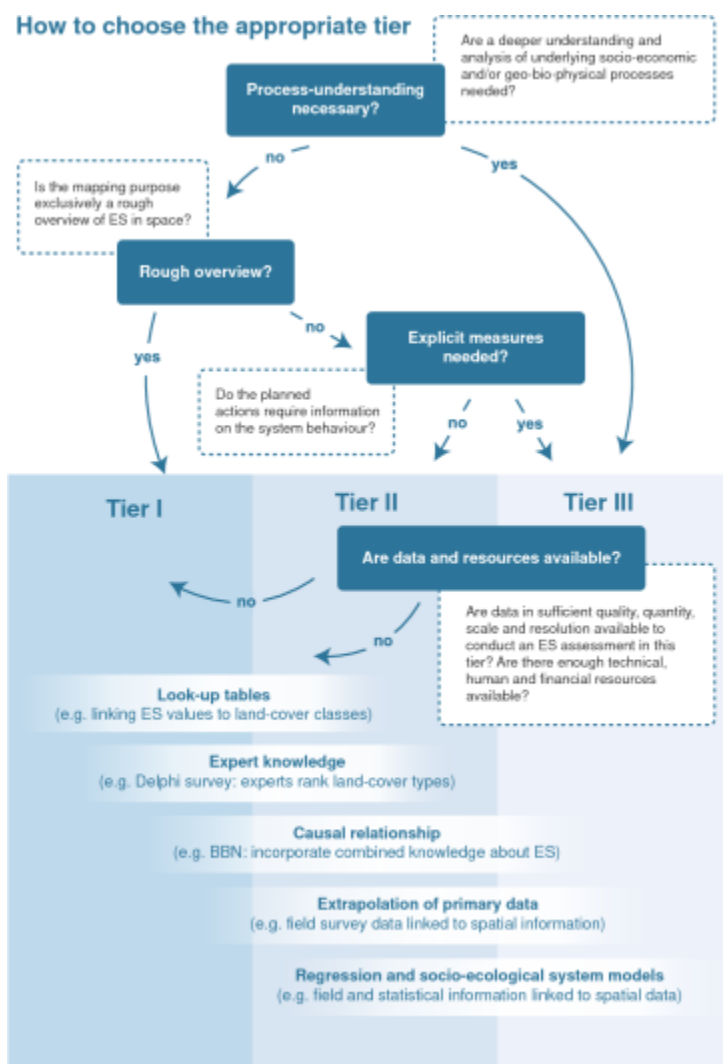 How to choose the appropriate tier
Are a deeper understanding and
analysis of underlying socio-economic
and/or geo-bio-physical processes
needed?
Process-understanding
necessary?
no
yes
Is the mapping purpose
exclusively a rough
overview of ES in space?
Rough overview?
no
yes
Explicit measures
needed?
Do the planned
actions require information
on the system behaviour?
no
yes
Tier I
Tier II
Tier III
Are data and resources available?
no
no
Are data in sufficient quality, quantity,
scale and resolution available to
conduct an ES assessment in this
tier? Are there enough technical,
human and financial resources
available?
Look-up tables
(e.g. linking ES values to land-cover classes)
Expert knowledge
(e.g. Delphi survey: experts rank land-cover types)
Causal relationship
(e.g. BBN: incorporate combined knowledge about ES)
Extrapolation of primary data
(e.g. field survey data linked to spatial information)
Regression and socio-ecological system models
(e.g. field and statistical information linked to spatial data)